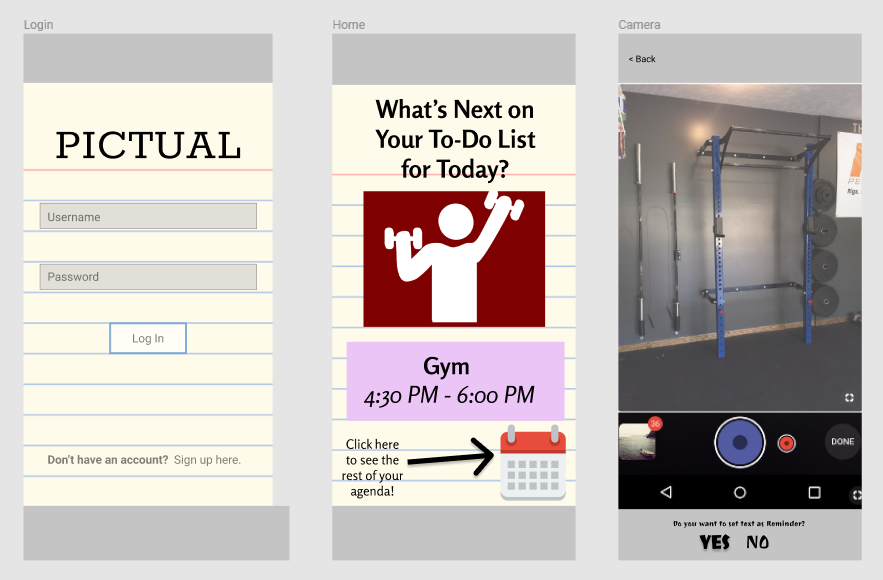 Login
PICTUAL
Username
Password
Log In
Don't have an account? Sign up here.
Home
What's Next on
Your To-Do List
for Today?
Gym
4:30 PM - 6:00 PM
Click here
to see the
rest of your
agenda!
Camera
< Back
36
DONE
Do you want to set text as Reminder?
YES NO